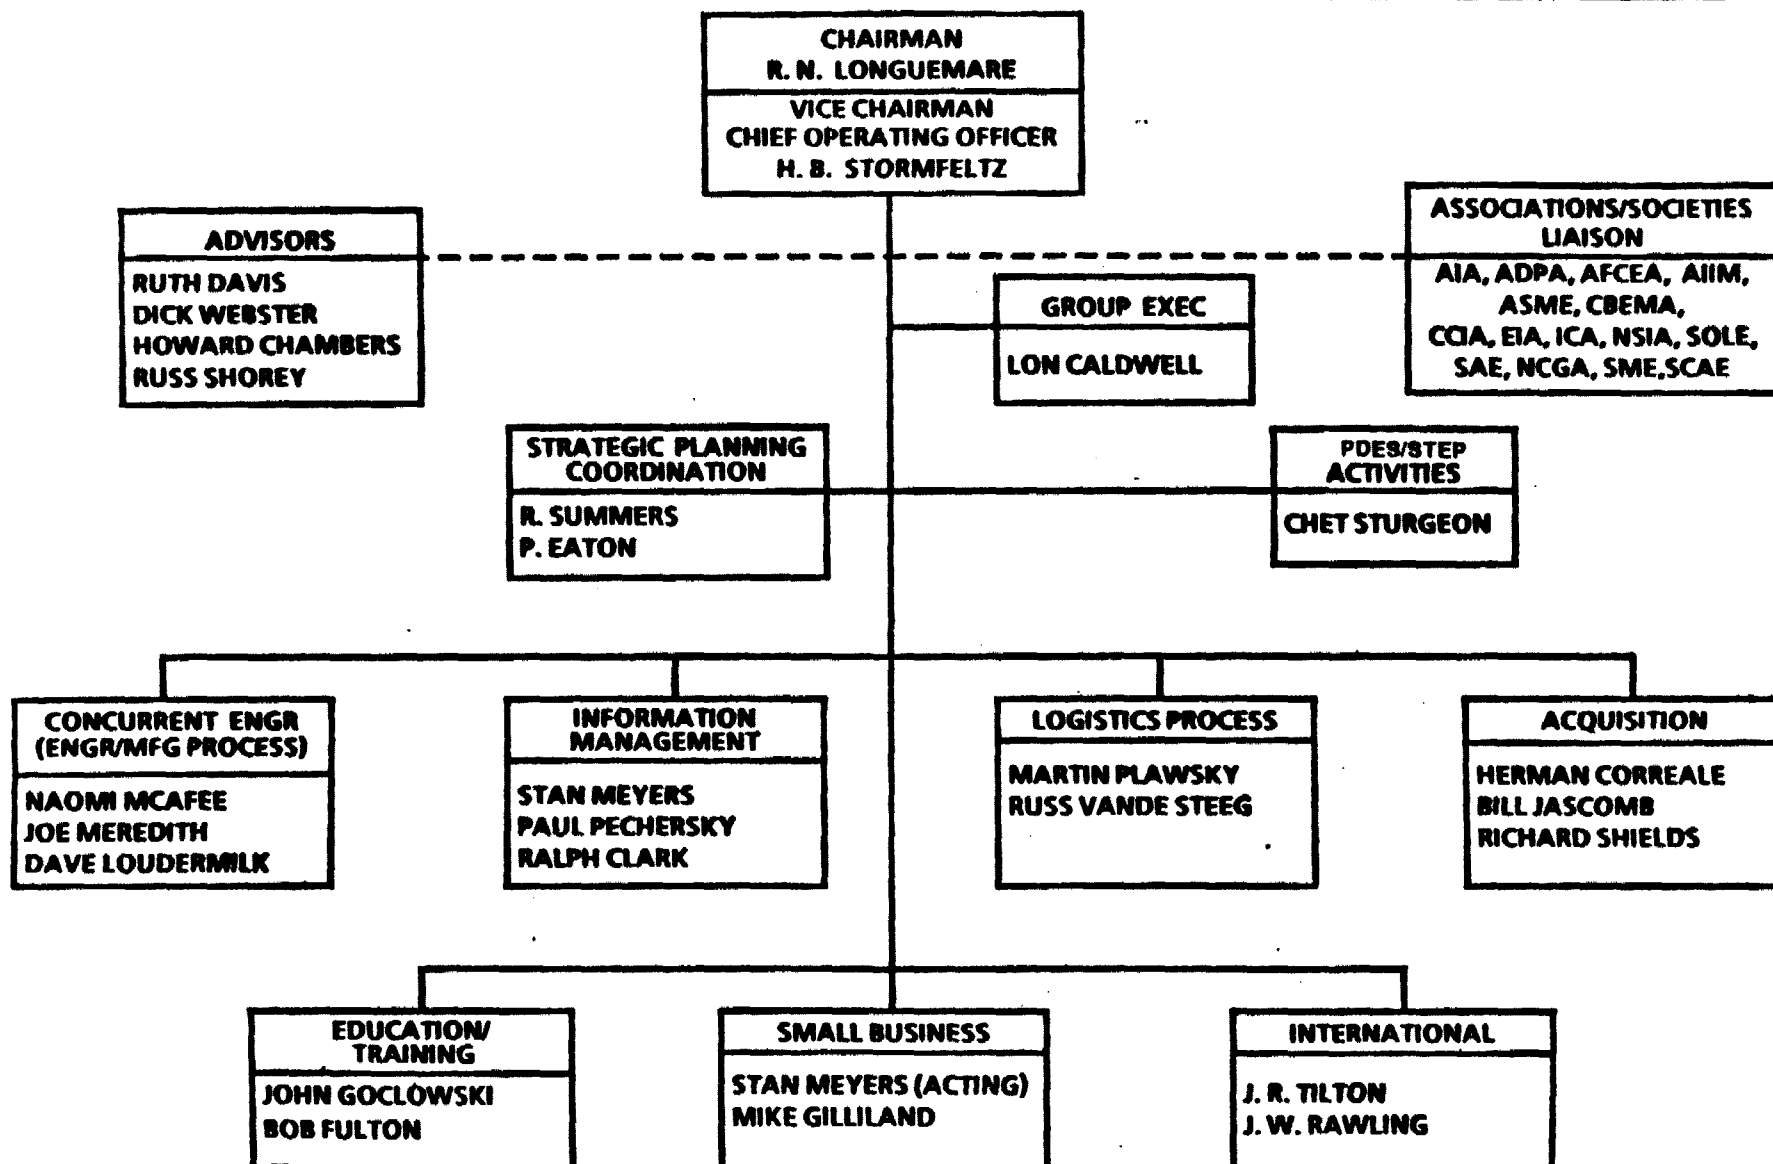 CHAIRMAN
R. N. LONGUEMARE
VICE CHAIRMAN
CHIEF OPERATING OFFICER
H. B. STORMFELTZ
ADVISORS
RUTH DAVIS
DICK WEBSTER
HOWARD CHAMBERS
RUSS SHOREY
ASSOCIATIONS/SOCIETIES
LIAISON
AIA, ADPA, AFCEA, AIIM,
ASME, CBEMA,
CCIA, EIA, ICA, NSIA, SOLE,
SAE, NCGA, SME,SCAE
GROUP EXEC
LON CALDWELL
STRATEGIC PLANNING
COORDINATION
R. SUMMERS
P. EATON
PDES/STEP
ACTIVITIES
CHET STURGEON
CONCURRENT ENGR
(ENGR/MFG PROCESS)
NAOMI MCAFEE
JOE MEREDITH
DAVE LOUDERMILK
INFORMATION
MANAGEMENT
STAN MEYERS
PAUL PECHERSKY
RALPH CLARK
LOGISTICS PROCESS
MARTIN PLAWSKY
RUSS VANDE STEEG
ACQUISITION
HERMAN CORREALE
BILL JASCOMB
RICHARD SHIELDS
EDUCATION/
TRAINING
JOHN GOCLOWSKI
BOB FULTON
SMALL BUSINESS
STAN MEYERS (ACTING)
MIKE GILLILAND
INTERNATIONAL
J. R. TILTON
J. W. RAWLING